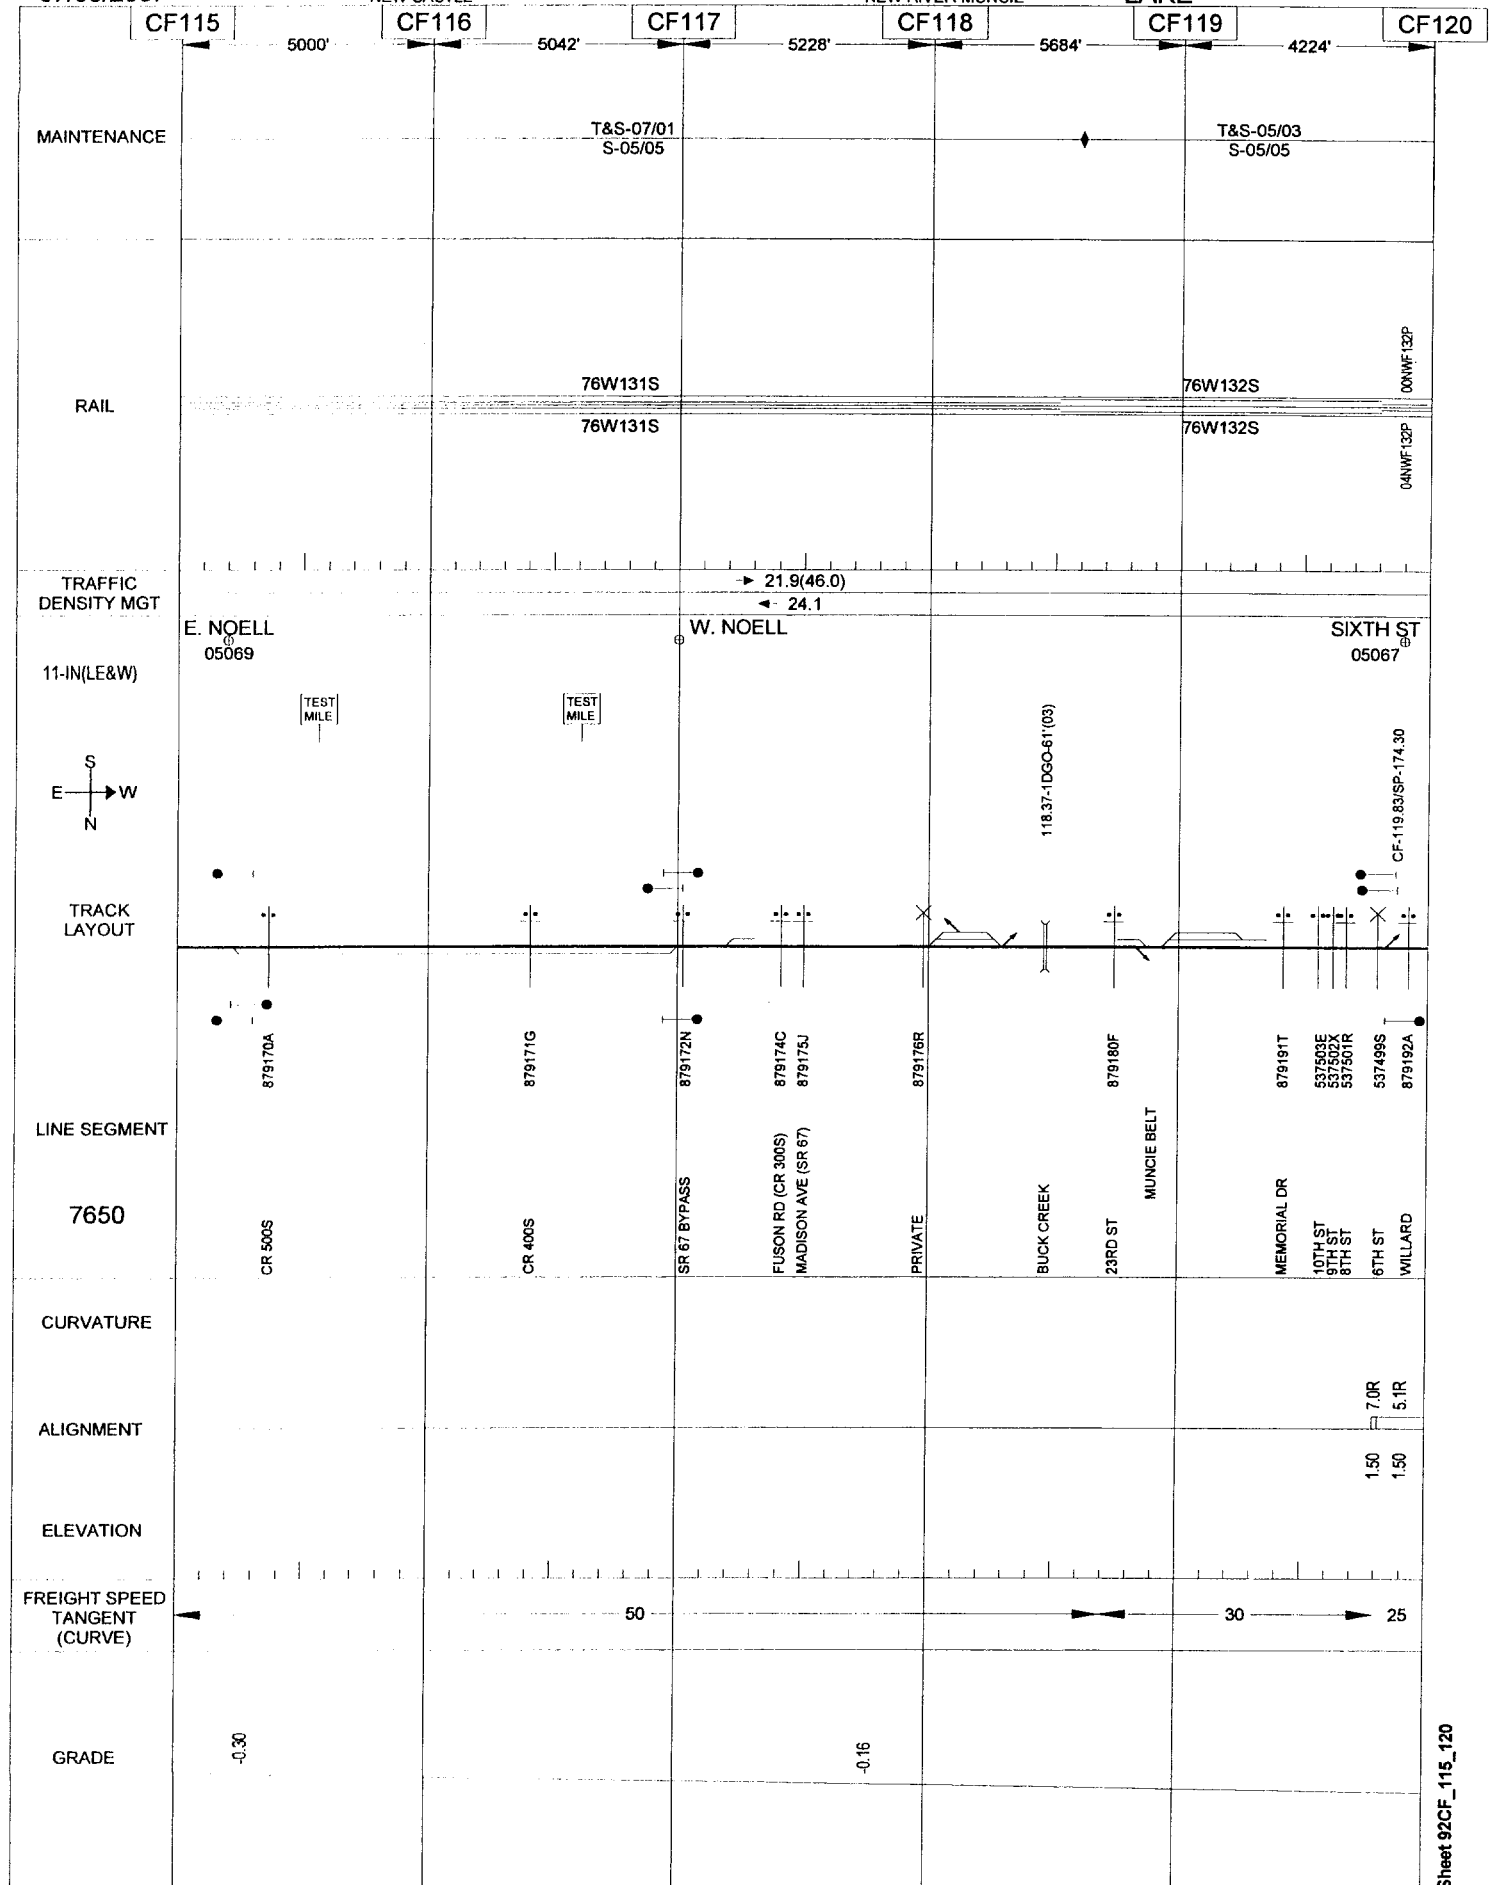 NEW CASTLE
NEW RIVER MUNCIE
LAKE
CF115
CF116
CF117
CF118
CF119
CF120
5000'
5042'
5228'
5684'
4224'
MAINTENANCE
T&S-07/01
S-05/05
T&S-05/03
S-05/05
RAIL
76W131S
76W131S
76W132S
76W132S
00NWF132P
04NWF132P
TRAFFIC
DENSITY MGT
21.9(46.0)
24.1
E. NOELL
05069
W. NOELL
SIXTH ST
05067
11-IN(LE&W)
TEST
MILE
TEST
MILE
S
E W
N
118.37-1DGO-61'(03)
CF-119.83/SP-174.30
TRACK
LAYOUT
879170A
879171G
879172N
879174C
879175J
879176R
879180F
879191T
537503E
537502X
537501R
537499S
879192A
LINE SEGMENT
7650
CR 500S
CR 400S
SR 67 BYPASS
FUSON RD (CR 300S)
MADISON AVE (SR 67)
PRIVATE
BUCK CREEK
23RD ST
MUNCIE BELT
MEMORIAL DR
10TH ST
9TH ST
8TH ST
6TH ST
WILLARD
CURVATURE
ALIGNMENT
7.0R
5.1R
1.50
1.50
ELEVATION
FREIGHT SPEED
TANGENT
(CURVE)
50
30
25
GRADE
-0.30
-0.16
Sheet 92CF_115_120